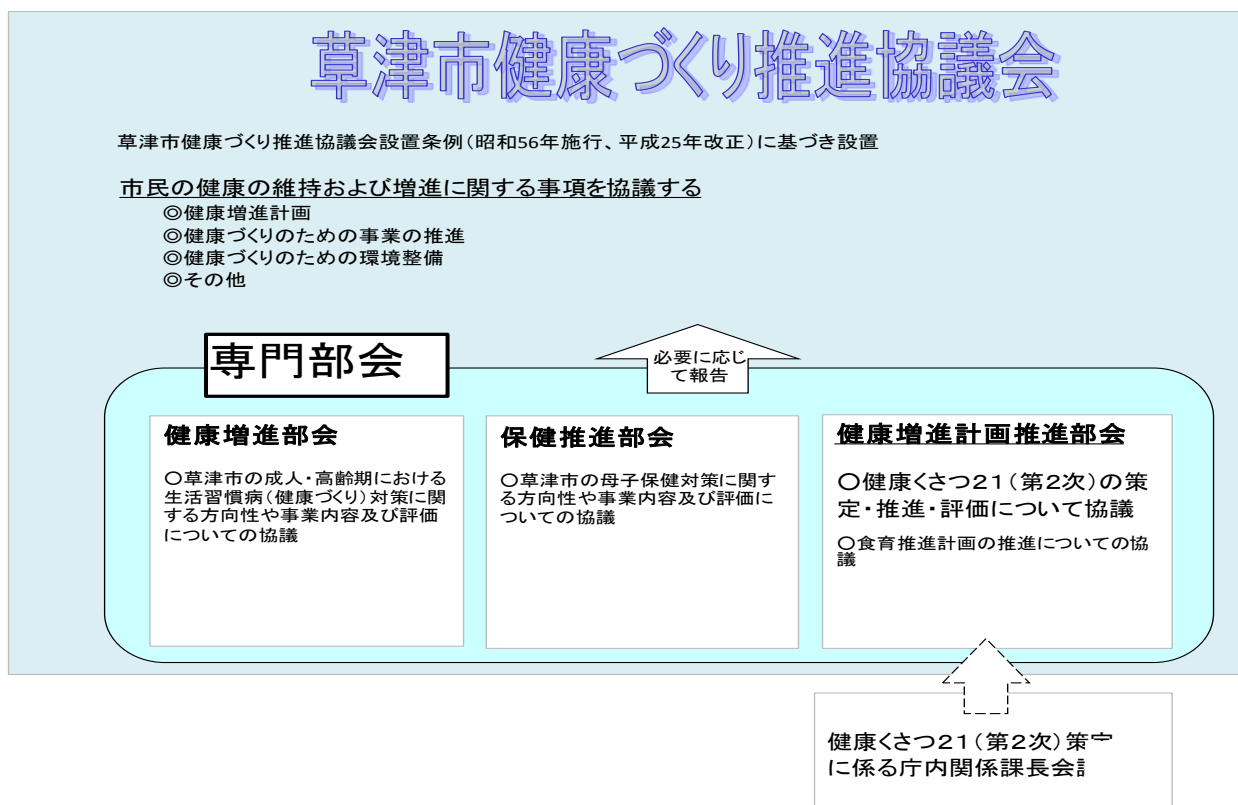 草津市健康づくり推進協議会
草津市健康づくり推進協議会設置条例(昭和56年施行、平成25年改正)に基づき設置
市民の健康の維持および増進に関する事項を協議する
◎健康増進計画
◎健康づくりのための事業の推進
◎健康づくりのための環境整備
◎その他
専門部会
必要に応じ
て報告
健康増進部会
○草津市の成人・高齢期における
生活習慣病(健康づくり)対策に関
する方向性や事業内容及び評価
についての協議
保健推進部会
○草津市の母子保健対策に関す
る方向性や事業内容及び評価に
ついての協議
健康増進計画推進部会
○健康くさつ21(第2次)の策
定・推進・評価について協議
○食育推進計画の推進についての協
議
健康くさつ21(第2次)策定
に係る庁内関係課長会議